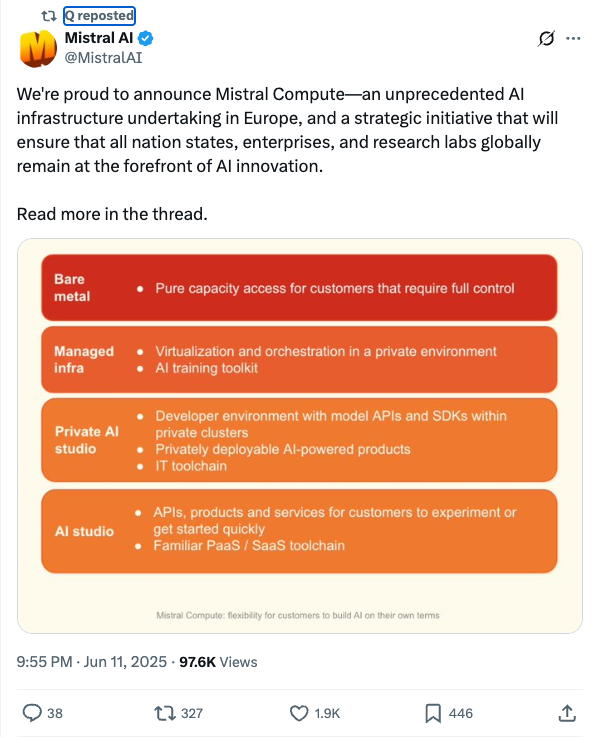 Q reposted
Mistral AI
@MistralAI
We're proud to announce Mistral Compute—an unprecedented AI
infrastructure undertaking in Europe, and a strategic initiative that will
ensure that all nation states, enterprises, and research labs globally
remain at the forefront of AI innovation.
Read more in the thread.
Bare
metal
● Pure capacity access for customers that require full control
Managed
infra
● Virtualization and orchestration in a private environment
● AI training toolkit
Private AI
studio
● Developer environment with model APIs and SDKs within
private clusters
● Privately deployable AI-powered products
● IT toolchain
AI studio
● APIs, products and services for customers to experiment or
get started quickly
● Familiar PaaS / SaaS toolchain
Mistral Compute: flexibility for customers to build AI on their own terms
9:55 PM · Jun 11, 2025 · 97.6K Views
38 327 1.9K 446